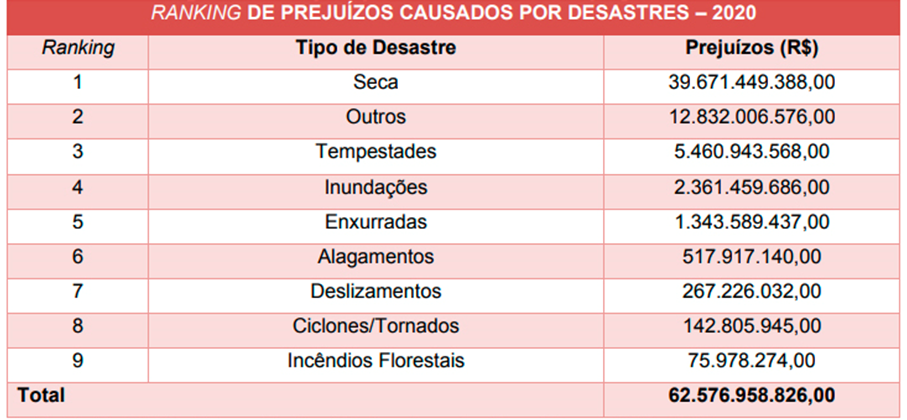 RANKING DE PREJUÍZOS CAUSADOS POR DESASTRES – 2020
Ranking Tipo de Desastre Prejuízos (R$)
1 Seca 39.671.449.388,00
2 Outros 12.832.006.576,00
3 Tempestades 5.460.943.568,00
4 Inundações 2.361.459.686,00
5 Enxurradas 1.343.589.437,00
6 Alagamentos 517.917.140,00
7 Deslizamentos 267.226.032,00
8 Ciclones/Tornados 142.805.945,00
9 Incêndios Florestais 75.978.274,00
Total 62.576.958.826,00